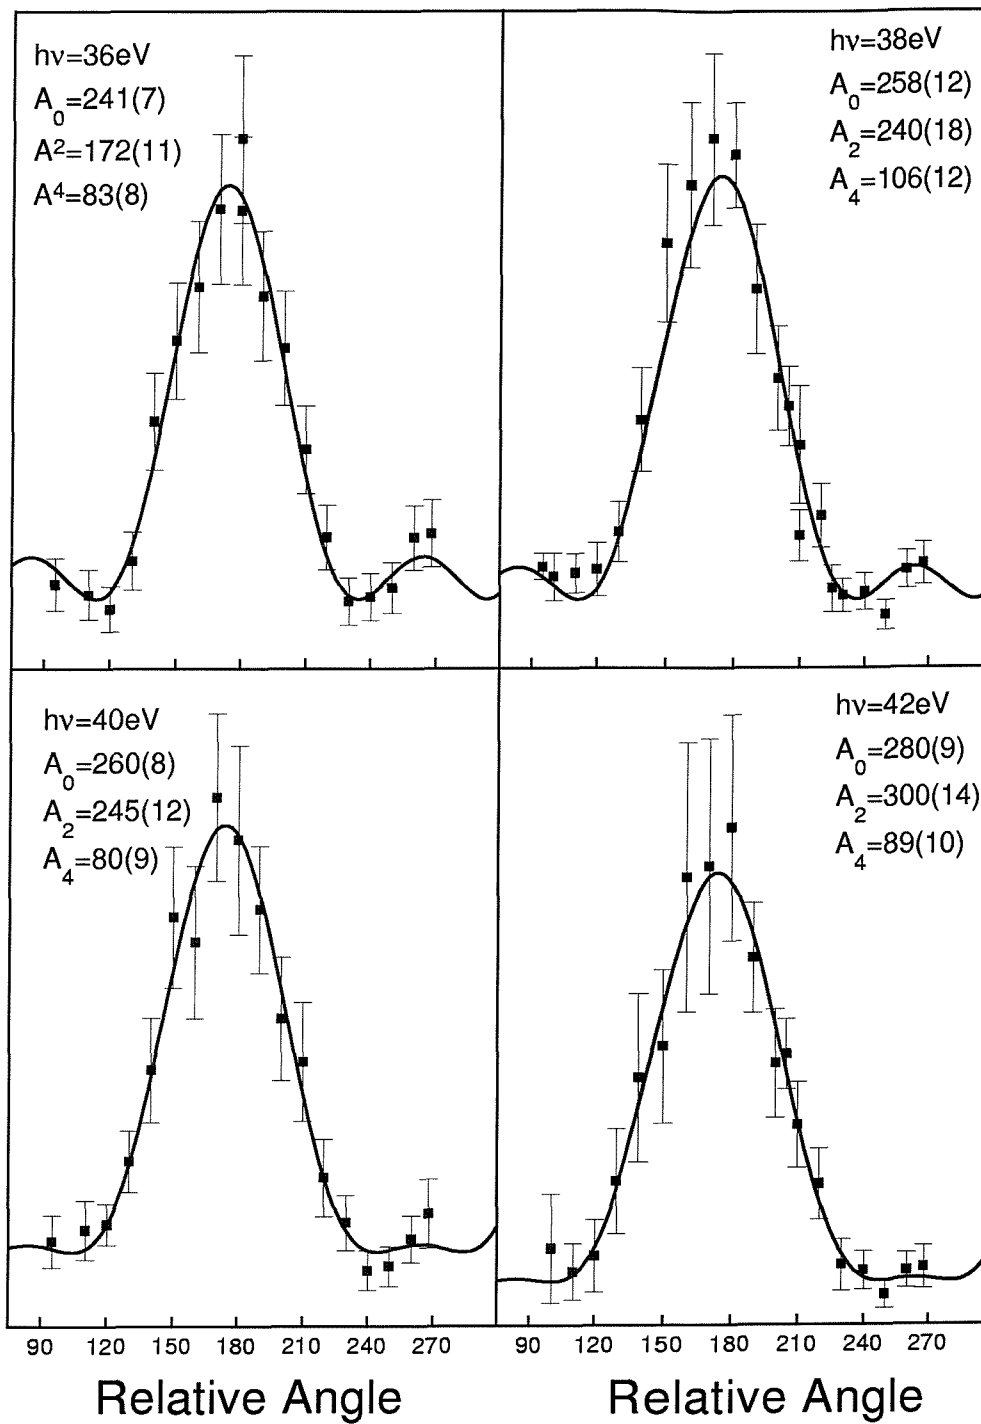 hν=36eV
A₀=241(7)
A²=172(11)
A⁴=83(8)
hν=38eV
A₀=258(12)
A₂=240(18)
A₄=106(12)
hν=40eV
A₀=260(8)
A₂=245(12)
A₄=80(9)
hν=42eV
A₀=280(9)
A₂=300(14)
A₄=89(10)
90 120 150 180 210 240 270
90 120 150 180 210 240 270
Relative Angle
Relative Angle